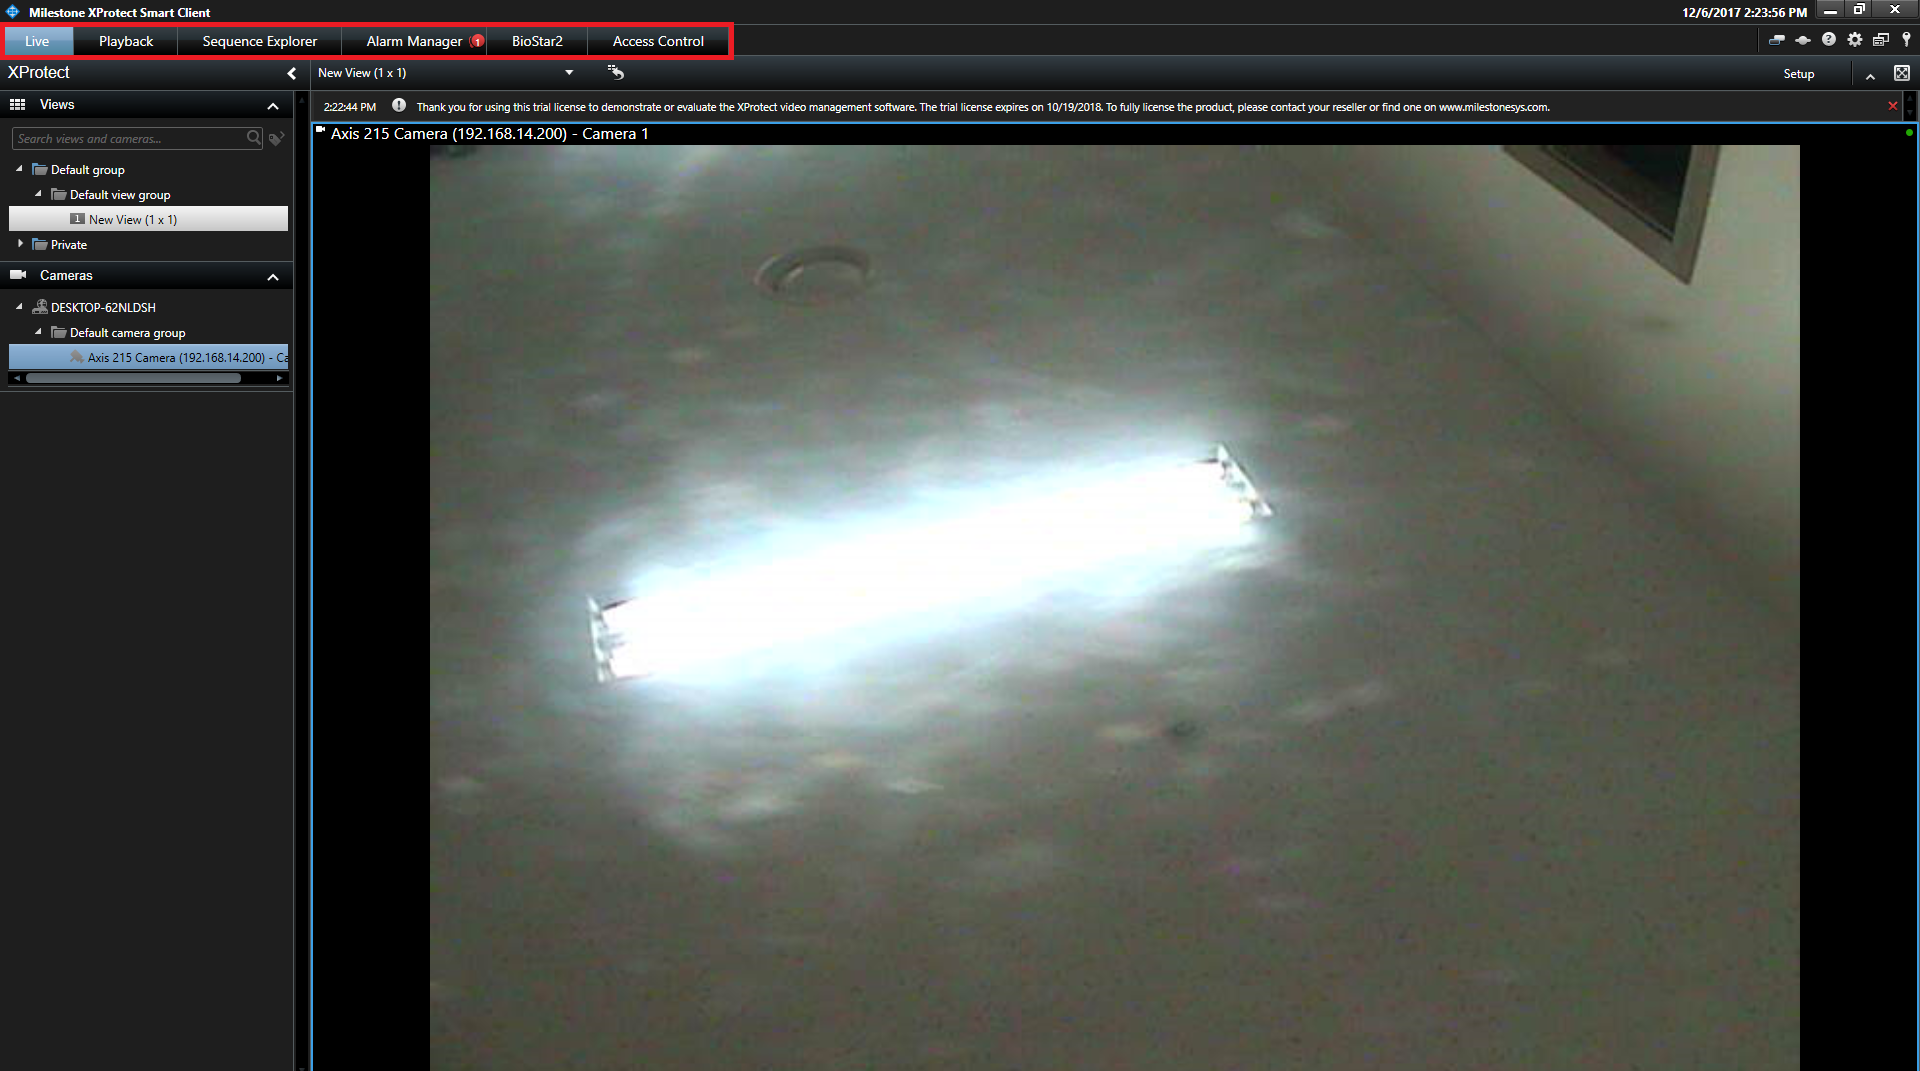 Milestone XProtect Smart Client
12/6/2017 2:23:56 PM
Live Playback Sequence Explorer Alarm Manager 1 BioStar2 Access Control
XProtect
New View (1 x 1)
Setup
Views
2:22:44 PM Thank you for using this trial license to demonstrate or evaluate the XProtect video management software. The trial license expires on 10/19/2018. To fully license the product, please contact your reseller or find one on www.milestonesys.com.
Search views and cameras...
Axis 215 Camera (192.168.14.200) - Camera 1
Default group
Default view group
1 New View (1 x 1)
Private
Cameras
DESKTOP-62NLDSH
Default camera group
Axis 215 Camera (192.168.14.200) - Ca